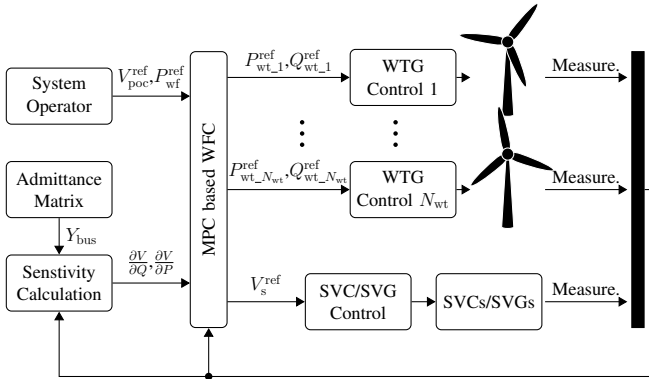 System
Operator
V_poc^ref, P_wf^ref
Admittance
Matrix
Y_bus
Senstivity
Calculation
∂V/∂Q, ∂V/∂P
MPC based WFC
P_wt_1^ref, Q_wt_1^ref
WTG
Control 1
Measure.
P_wt_N_wt^ref, Q_wt_N_wt^ref
WTG
Control N_wt
Measure.
V_s^ref
SVC/SVG
Control
SVCs/SVGs
Measure.